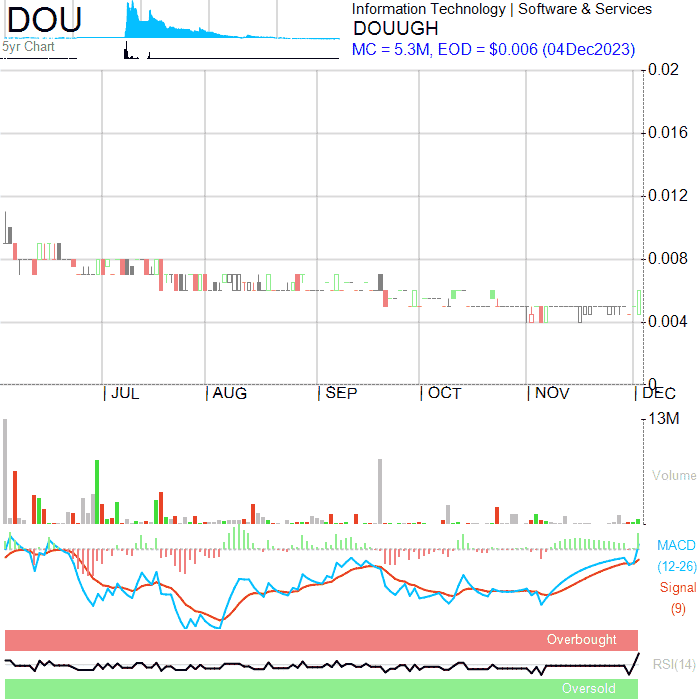 DOU
5yr Chart
Information Technology | Software & Services
DOUUGH
MC = 5.3M, EOD = $0.006 (04Dec2023)
0.02
0.016
0.012
0.008
0.004
0
JUL
AUG
SEP
OCT
NOV
DEC
13M
Volume
MACD
(12-26)
Signal
(9)
Overbought
RSI(14)
Oversold